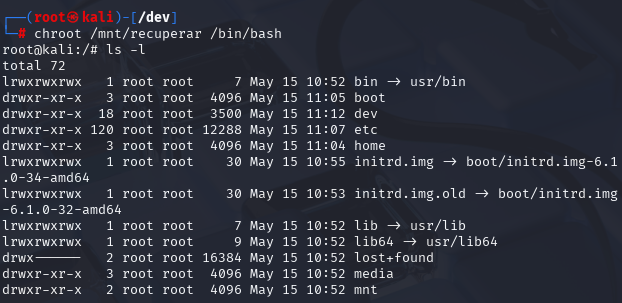 ┌──(root㉿kali)-[/dev]
└─# chroot /mnt/recuperar /bin/bash
root@kali:/# ls -l
total 72
lrwxrwxrwx   1 root root     7 May 15 10:52 bin → usr/bin
drwxr-xr-x   3 root root  4096 May 15 11:05 boot
drwxr-xr-x  18 root root  3500 May 15 11:12 dev
drwxr-xr-x 120 root root 12288 May 15 11:07 etc
drwxr-xr-x   3 root root  4096 May 15 11:04 home
lrwxrwxrwx   1 root root    30 May 15 10:55 initrd.img → boot/initrd.img-6.1
.0-34-amd64
lrwxrwxrwx   1 root root    30 May 15 10:53 initrd.img.old → boot/initrd.img
-6.1.0-32-amd64
lrwxrwxrwx   1 root root     7 May 15 10:52 lib → usr/lib
lrwxrwxrwx   1 root root     9 May 15 10:52 lib64 → usr/lib64
drwx------   2 root root 16384 May 15 10:52 lost+found
drwxr-xr-x   3 root root  4096 May 15 10:52 media
drwxr-xr-x   2 root root  4096 May 15 10:52 mnt